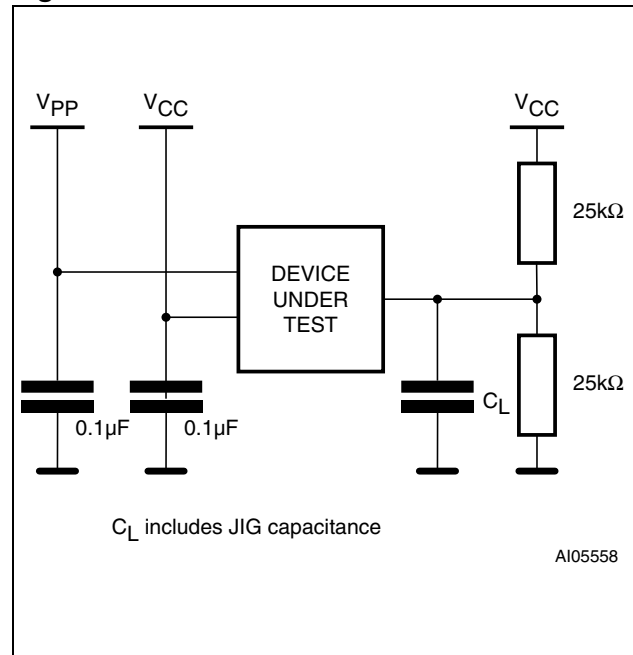 VPP
VCC
VCC
25kΩ
DEVICE
UNDER
TEST
25kΩ
CL
0.1µF
0.1µF
CL includes JIG capacitance
AI05558